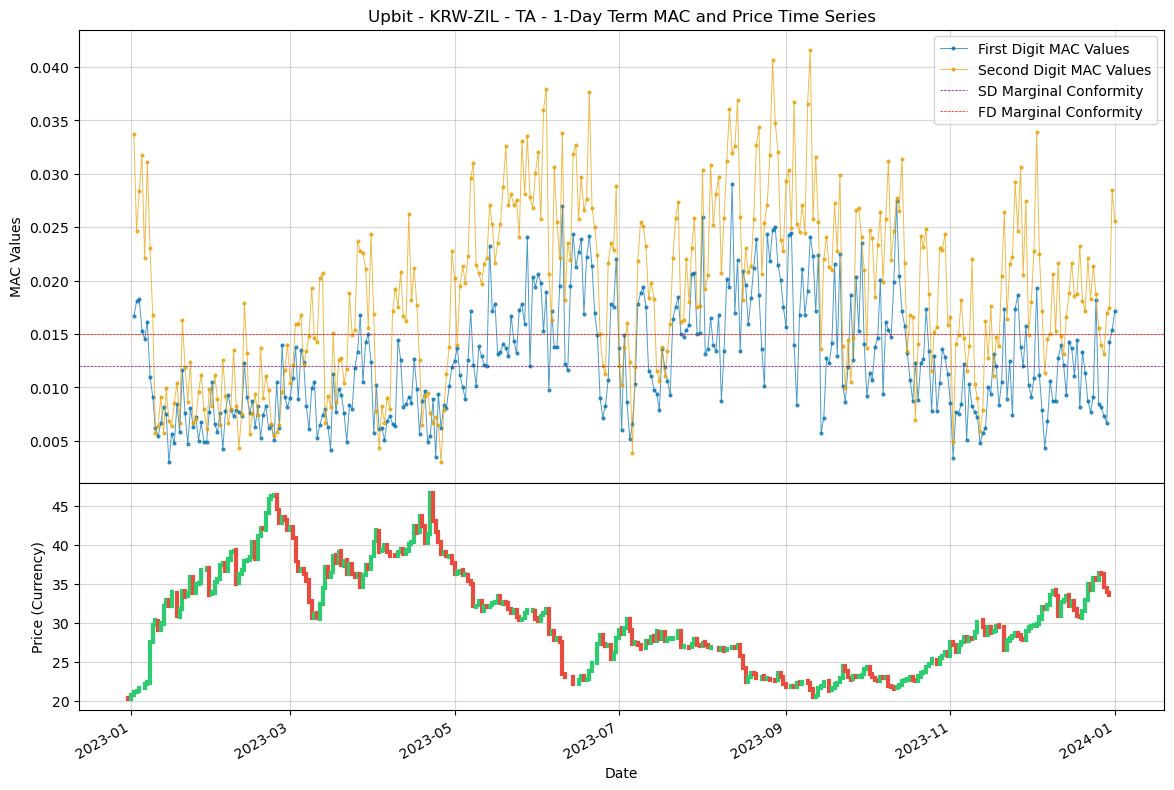 Upbit - KRW-ZIL - TA - 1-Day Term MAC and Price Time Series
First Digit MAC Values
Second Digit MAC Values
SD Marginal Conformity
FD Marginal Conformity
MAC Values
0.040
0.035
0.030
0.025
0.020
0.015
0.010
0.005
Price (Currency)
45
40
35
30
25
20
2023-01
2023-03
2023-05
2023-07
2023-09
2023-11
2024-01
Date